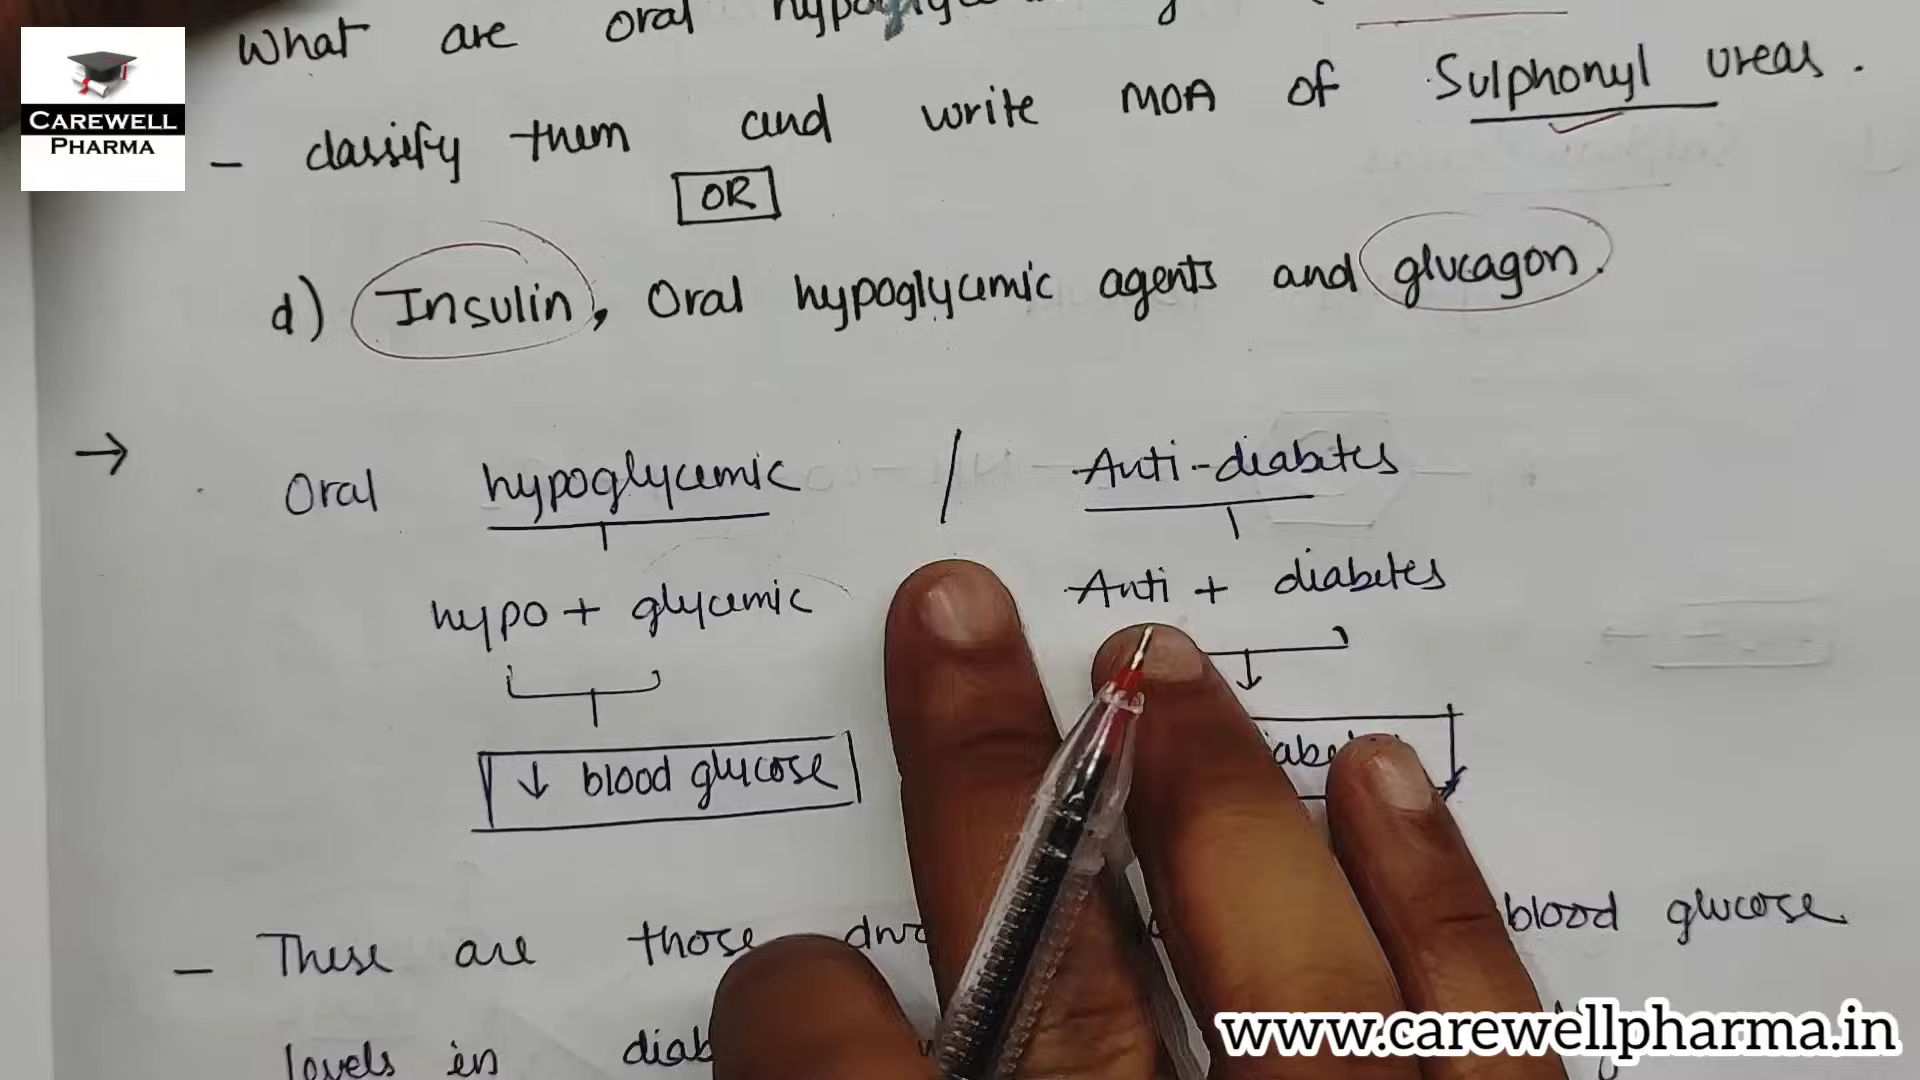 What are oral
CAREWELL
PHARMA
- classify them and write MOA of Sulphonyl ureas.
OR
d) Insulin, Oral hypoglycemic agents and glucagon.
→ Oral hypoglycemic / Anti-diabetes
hypo + glycemic Anti + diabetes
↓ blood glucose
- These are those blood glucose
levels in
www.carewellpharma.in